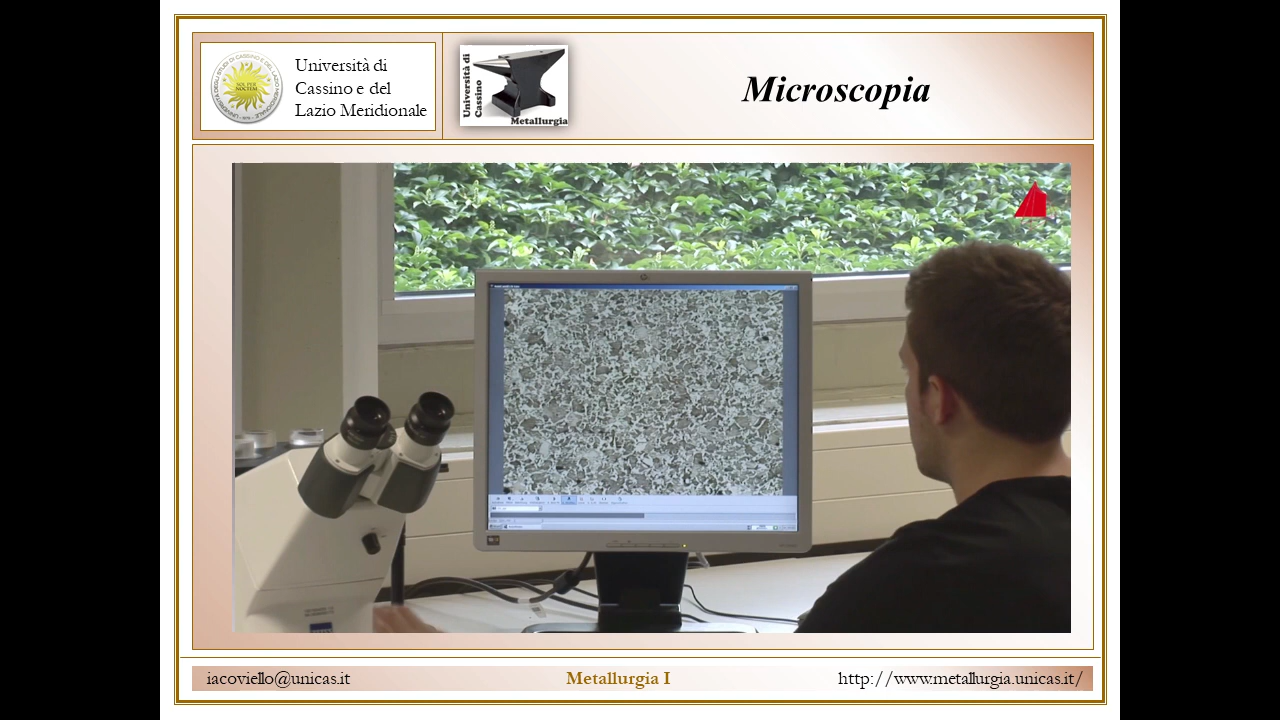 Università di
Cassino e del
Lazio Meridionale
Università di
Cassino
Metallurgia
Microscopia
iacoviello@unicas.it
Metallurgia I
http://www.metallurgia.unicas.it/